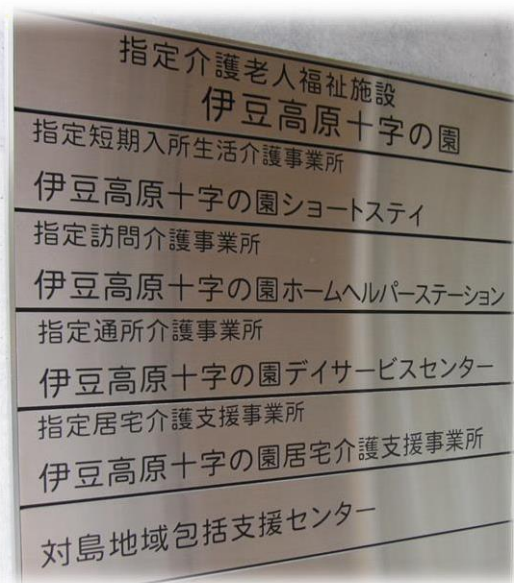 指定介護老人福祉施設
伊豆高原十字の園
指定短期入所生活介護事業所
伊豆高原十字の園ショートステイ
指定訪問介護事業所
伊豆高原十字の園ホームヘルパーステーション
指定通所介護事業所
伊豆高原十字の園デイサービスセンター
指定居宅介護支援事業所
伊豆高原十字の園居宅介護支援事業所
対島地域包括支援センター